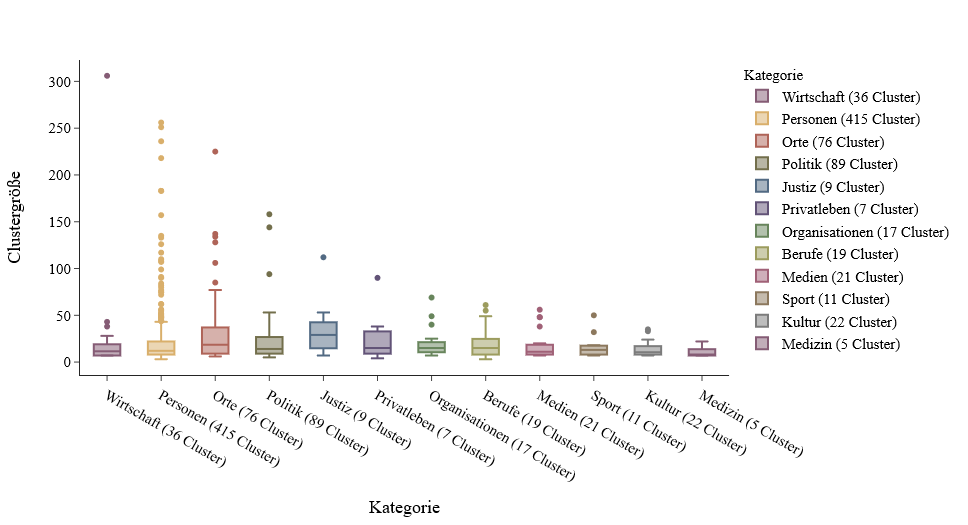 Clustergröße
300
250
200
150
100
50
0
Wirtschaft (36 Cluster)
Personen (415 Cluster)
Orte (76 Cluster)
Politik (89 Cluster)
Justiz (9 Cluster)
Privatleben (7 Cluster)
Organisationen (17 Cluster)
Berufe (19 Cluster)
Medien (21 Cluster)
Sport (11 Cluster)
Kultur (22 Cluster)
Medizin (5 Cluster)
Kategorie
Kategorie
Wirtschaft (36 Cluster)
Personen (415 Cluster)
Orte (76 Cluster)
Politik (89 Cluster)
Justiz (9 Cluster)
Privatleben (7 Cluster)
Organisationen (17 Cluster)
Berufe (19 Cluster)
Medien (21 Cluster)
Sport (11 Cluster)
Kultur (22 Cluster)
Medizin (5 Cluster)